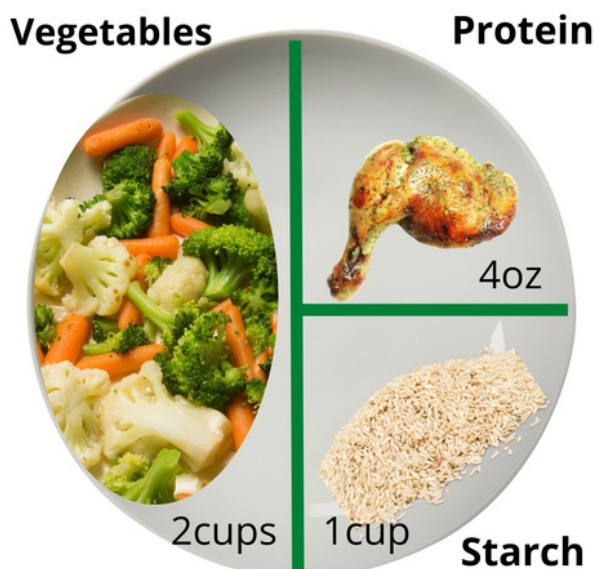 Vegetables
Protein
4oz
2cups
1cup
Starch